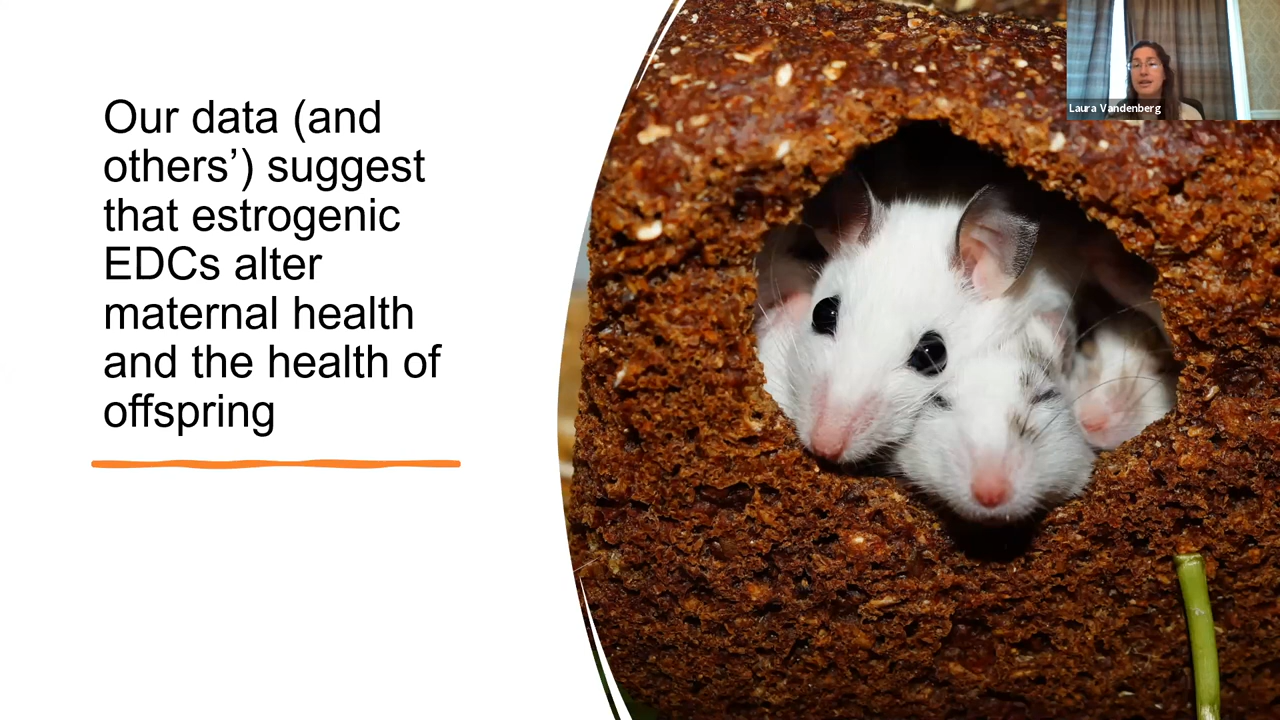 Our data (and
others’) suggest
that estrogenic
EDCs alter
maternal health
and the health of
offspring
Laura Vandenberg